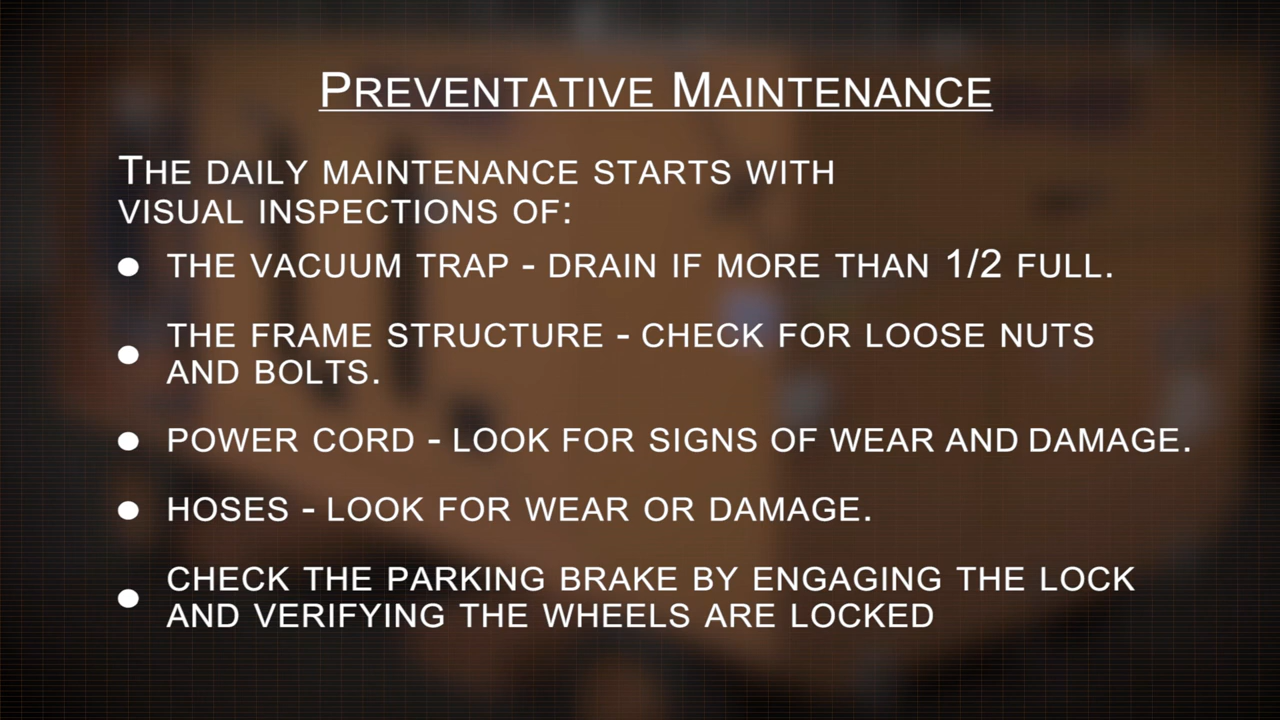 PREVENTATIVE MAINTENANCE
THE DAILY MAINTENANCE STARTS WITH
VISUAL INSPECTIONS OF:
● THE VACUUM TRAP - DRAIN IF MORE THAN 1/2 FULL.
● THE FRAME STRUCTURE - CHECK FOR LOOSE NUTS
AND BOLTS.
● POWER CORD - LOOK FOR SIGNS OF WEAR AND DAMAGE.
● HOSES - LOOK FOR WEAR OR DAMAGE.
● CHECK THE PARKING BRAKE BY ENGAGING THE LOCK
AND VERIFYING THE WHEELS ARE LOCKED